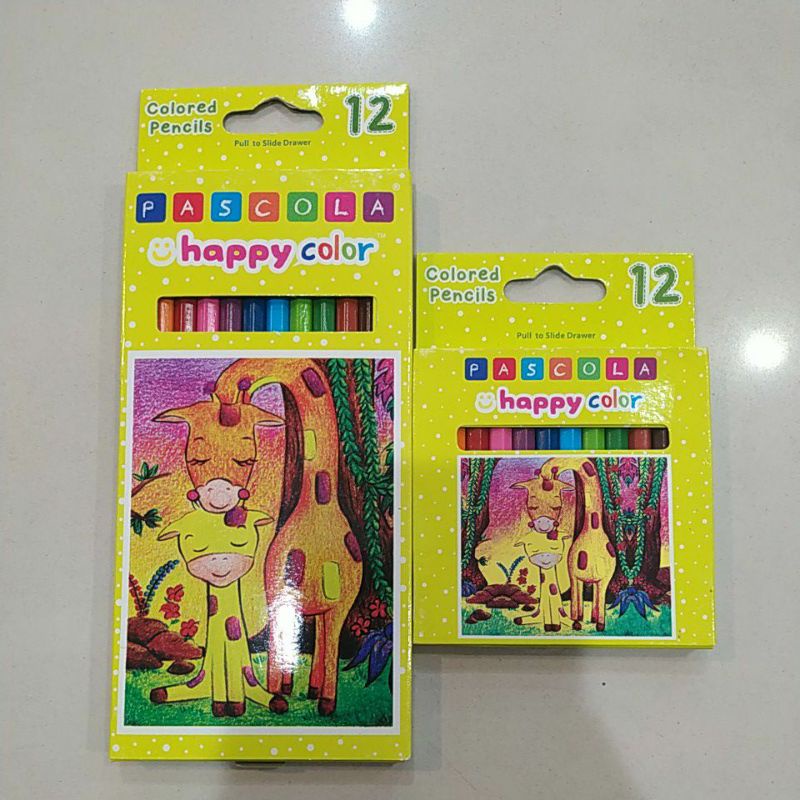 Colored
Pencils
12
Pull to Slide Drawer
PASCOLA®
happy color™
Colored
Pencils
12
Pull to Slide Drawer
PASCOLA
happy color